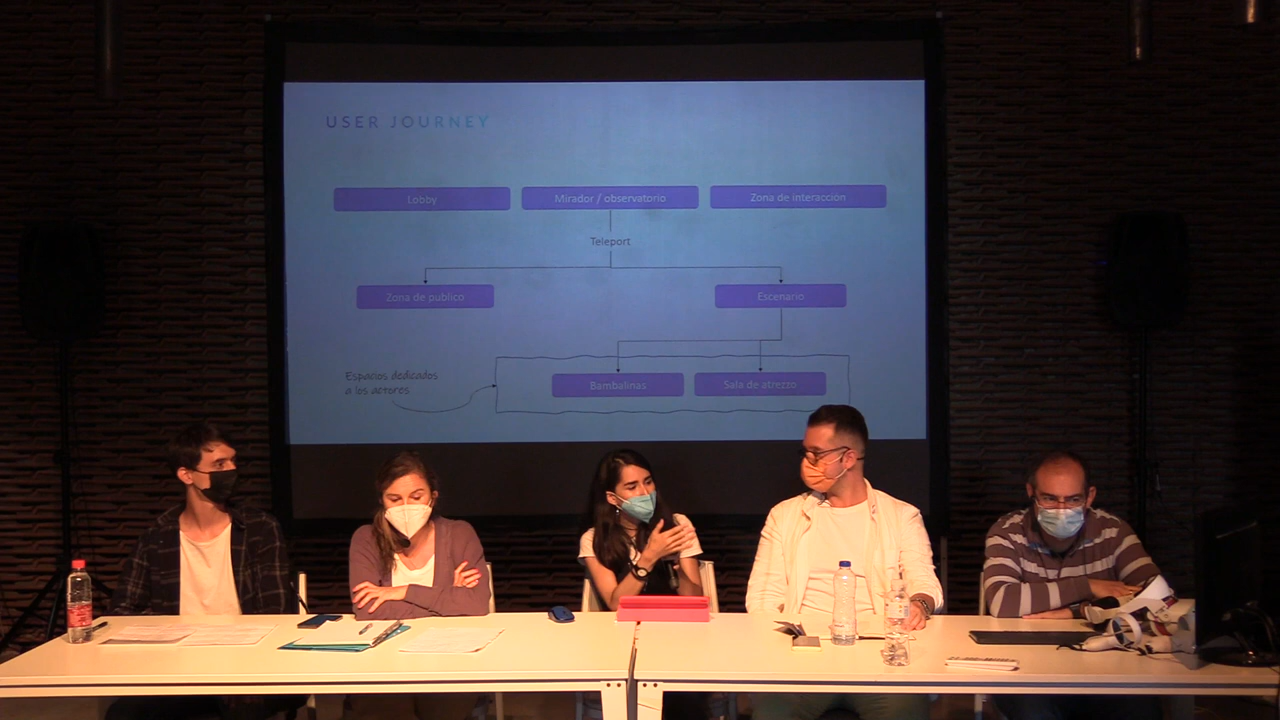 USER JOURNEY
Lobby
Mirador / observatorio
Zona de interacción
Teleport
Zona de publico
Escenario
Espacios dedicados
a los actores
Bambalinas
Sala de atrezzo